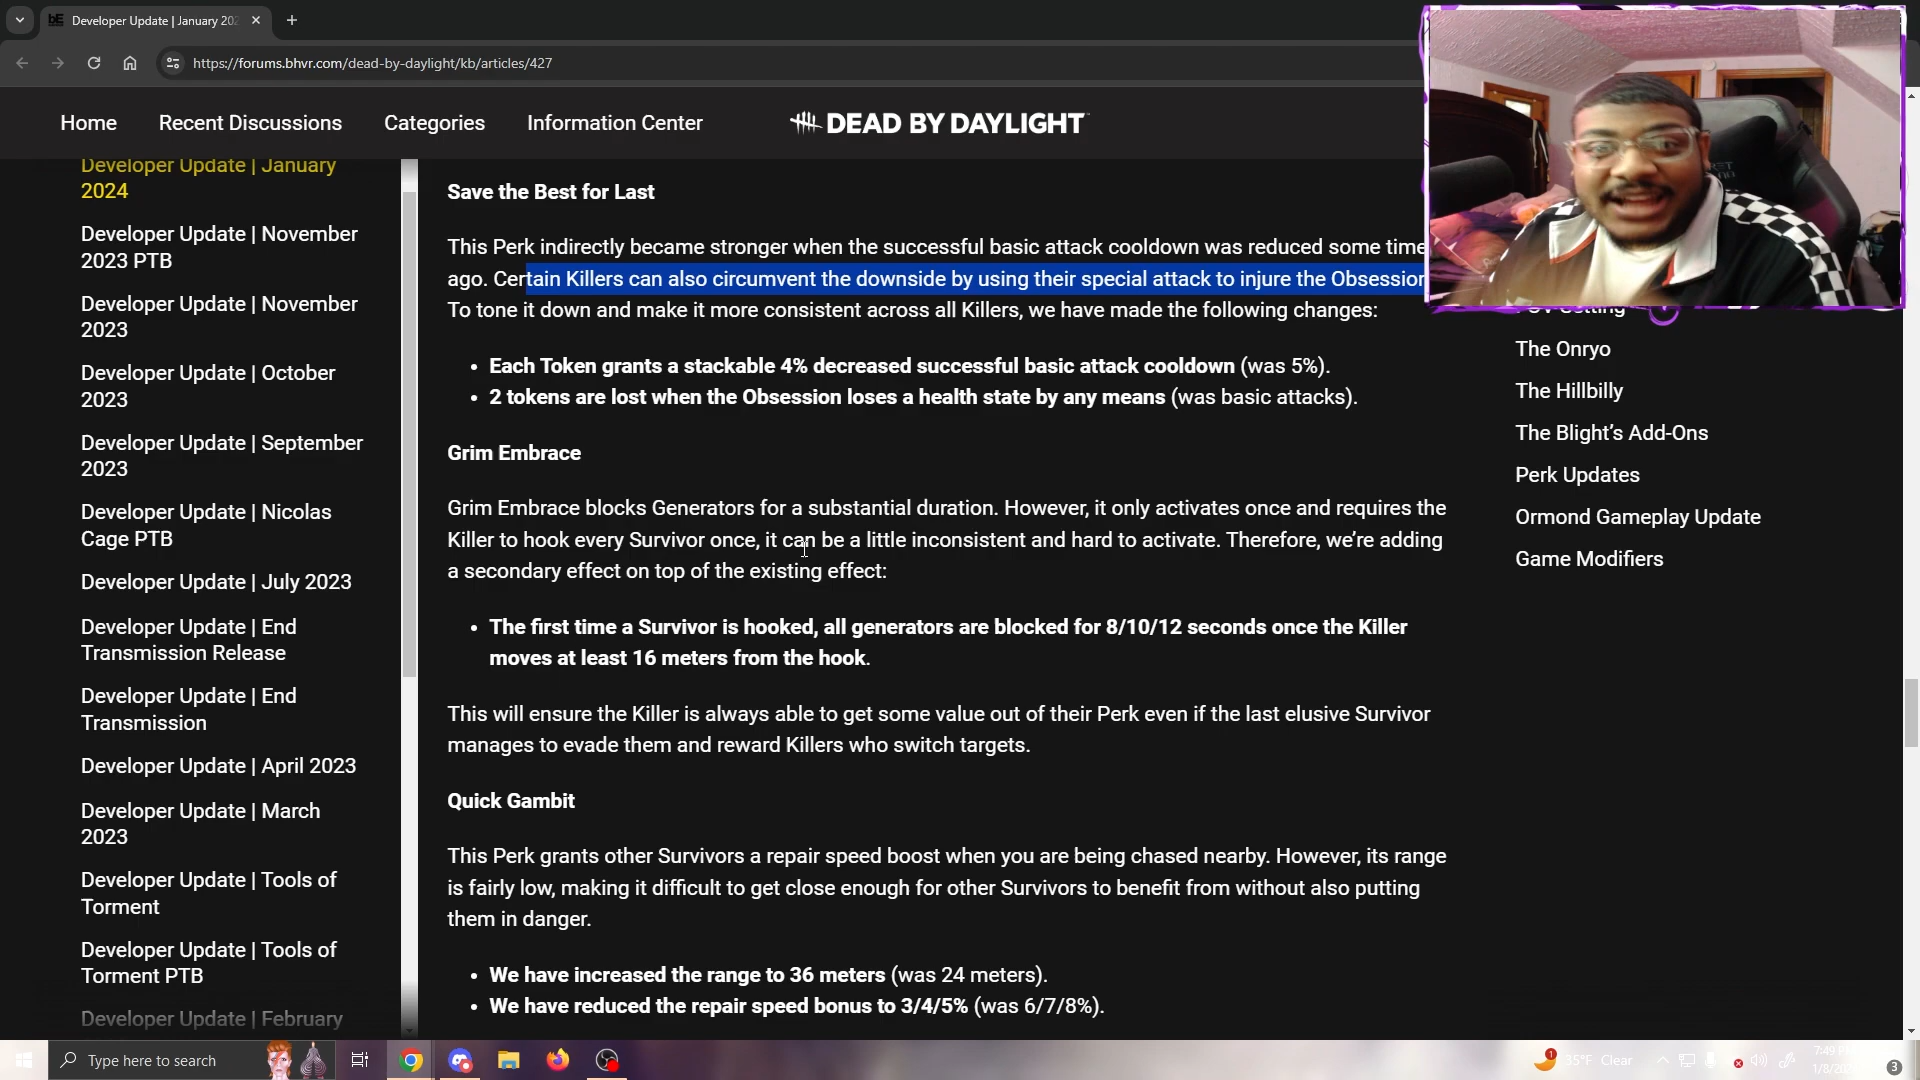 Developer Update | January 202
https://forums.bhvr.com/dead-by-daylight/kb/articles/427
Home
Recent Discussions
Categories
Information Center
DEAD BY DAYLIGHT
Developer Update | January
2024
Developer Update | November
2023 PTB
Developer Update | November
2023
Developer Update | October
2023
Developer Update | September
2023
Developer Update | Nicolas
Cage PTB
Developer Update | July 2023
Developer Update | End
Transmission Release
Developer Update | End
Transmission
Developer Update | April 2023
Developer Update | March
2023
Developer Update | Tools of
Torment
Developer Update | Tools of
Torment PTB
Developer Update | February
Save the Best for Last
This Perk indirectly became stronger when the successful basic attack cooldown was reduced some time
ago. Certain Killers can also circumvent the downside by using their special attack to injure the Obsession
To tone it down and make it more consistent across all Killers, we have made the following changes:
• Each Token grants a stackable 4% decreased successful basic attack cooldown (was 5%).
• 2 tokens are lost when the Obsession loses a health state by any means (was basic attacks).
Grim Embrace
Grim Embrace blocks Generators for a substantial duration. However, it only activates once and requires the
Killer to hook every Survivor once, it can be a little inconsistent and hard to activate. Therefore, we’re adding
a secondary effect on top of the existing effect:
• The first time a Survivor is hooked, all generators are blocked for 8/10/12 seconds once the Killer
moves at least 16 meters from the hook.
This will ensure the Killer is always able to get some value out of their Perk even if the last elusive Survivor
manages to evade them and reward Killers who switch targets.
Quick Gambit
This Perk grants other Survivors a repair speed boost when you are being chased nearby. However, its range
is fairly low, making it difficult to get close enough for other Survivors to benefit from without also putting
them in danger.
• We have increased the range to 36 meters (was 24 meters).
• We have reduced the repair speed bonus to 3/4/5% (was 6/7/8%).
The Onryo
The Hillbilly
The Blight’s Add-Ons
Perk Updates
Ormond Gameplay Update
Game Modifiers
Type here to search
1
35°F Clear
3